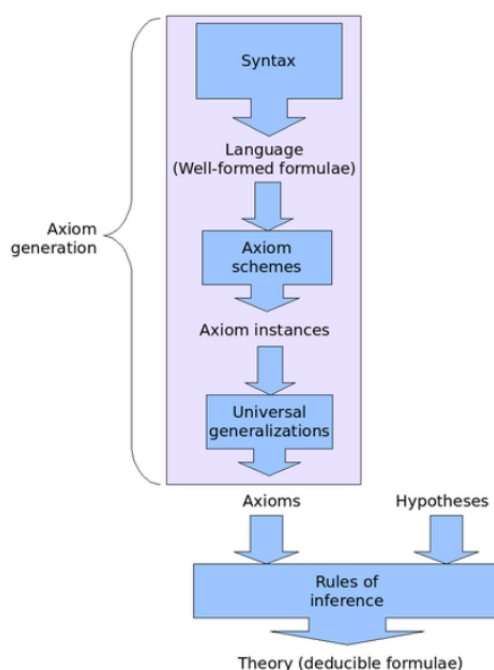 Syntax
Language
(Well-formed formulae)
Axiom
generation
Axiom
schemes
Axiom instances
Universal
generalizations
Axioms
Hypotheses
Rules of
inference
Theory (deducible formulae)